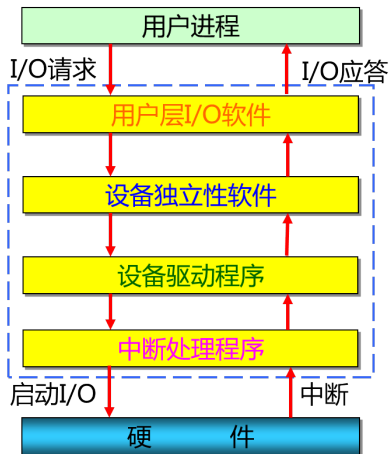 用户进程
I/O请求
I/O应答
用户层I/O软件
设备独立性软件
设备驱动程序
中断处理程序
启动I/O
中断
硬 件